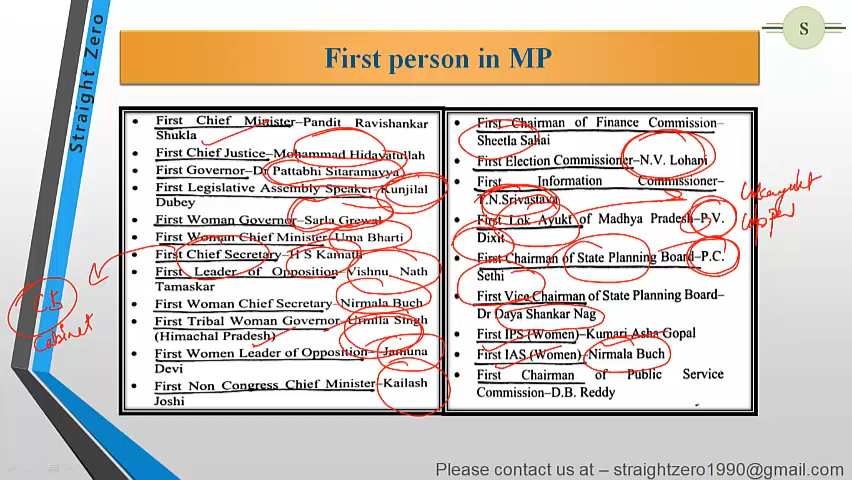 Straight Zero
S
First person in MP
First Chief Minister–Pandit Ravishankar
Shukla
First Chief Justice–Mohammad Hidayatullah
First Governor–Dr Pattabhi Sitaramayya
First Legislative Assembly Speaker–Kunjilal
Dubey
First Woman Governor–Sarla Grewal
First Woman Chief Minister–Uma Bharti
First Chief Secretary–H S Kamath
First Leader of Opposition–Vishnu Nath
Tamaskar
First Woman Chief Secretary–Nirmala Buch
First Tribal Woman Governor–Urmila Singh
(Himachal Pradesh)
First Women Leader of Opposition–Jamuna
Devi
First Non Congress Chief Minister–Kailash
Joshi
First Chairman of Finance Commission–
Sheetla Sahai
First Election Commissioner–N.V. Lohani
First Information Commissioner–
T.N.Srivastava
First Lok Ayukt of Madhya Pradesh–P.V.
Dixit
First Chairman of State Planning Board–P.C.
Sethi
First Vice Chairman of State Planning Board–
Dr Daya Shankar Nag
First IPS (Women)–Kumari Asha Gopal
First IAS (Women)–Nirmala Buch
First Chairman of Public Service
Commission–D.B. Reddy
Cabinet
Lokayukt
Please contact us at – straightzero1990@gmail.com